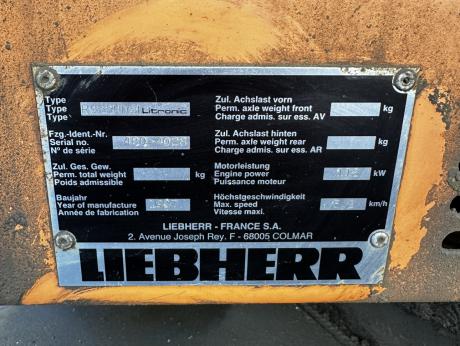 Type
Type Litronic
Type
Fzg.-Ident.-Nr.
Serial no.
N° de série
Zul. Ges. Gew.
Perm. total weight kg
Poids admissible
Baujahr
Year of manufacture
Année de fabrication
Zul. Achslast vorn
Perm. axle weight front kg
Charge admis. sur ess. AV
Zul. Achslast hinten
Perm. axle weight rear kg
Charge admis. sur ess. AR
Motorleistung
Engine power kW
Puissance moteur
Höchstgeschwindigkeit
Max. speed km/h
Vitesse maxi.
LIEBHERR - FRANCE S.A.
2. Avenue Joseph Rey. F - 68005 COLMAR
LIEBHERR